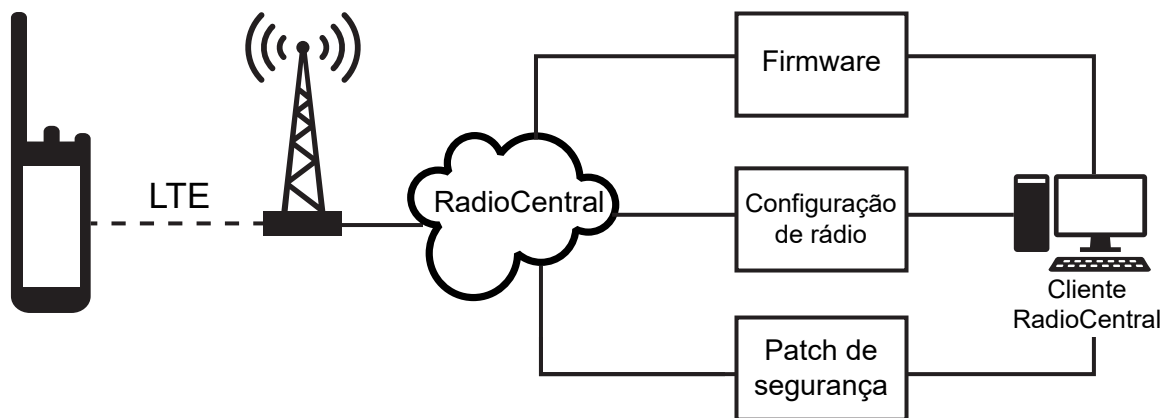 LTE
RadioCentral
Firmware
Configuração
de rádio
Patch de
segurança
Cliente
RadioCentral